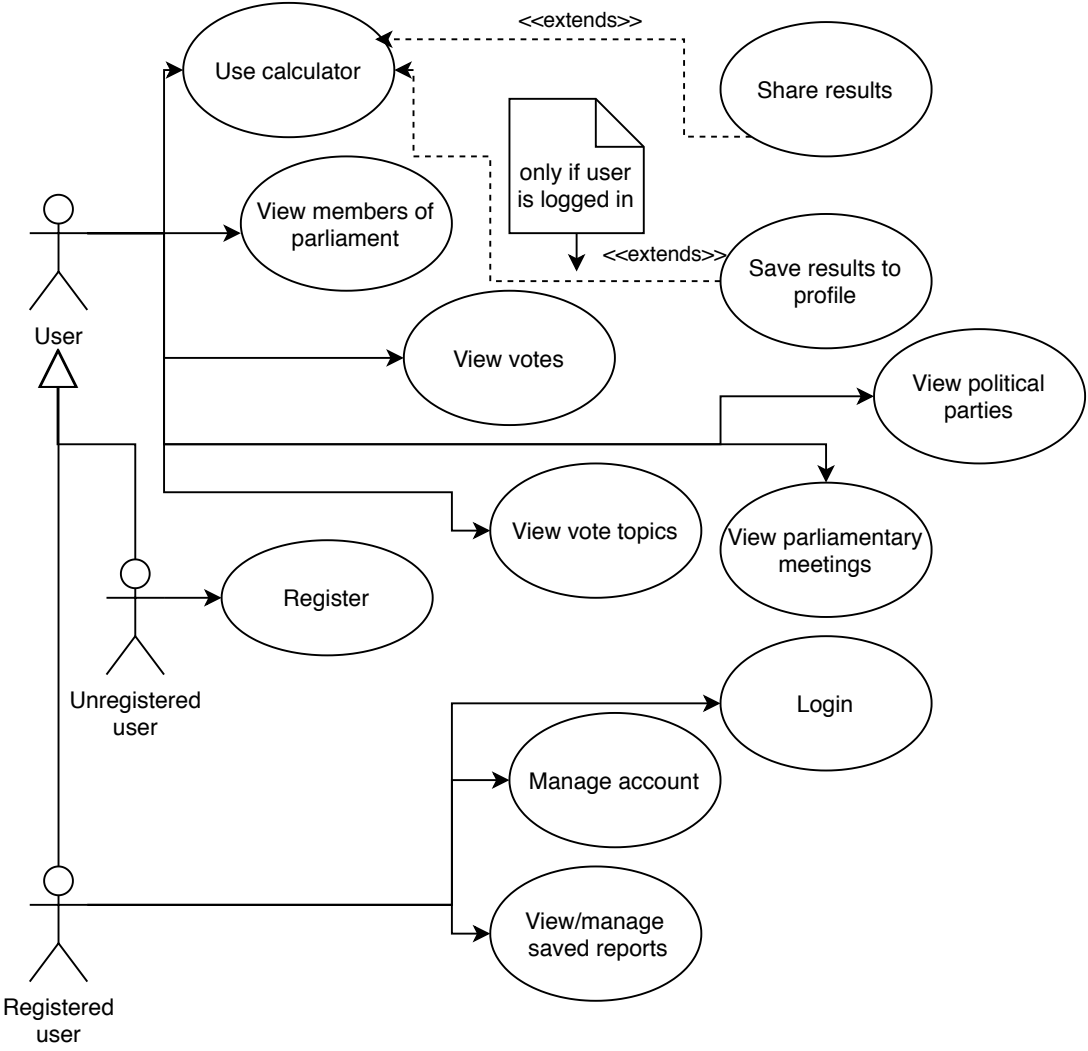 <<extends>>
Use calculator
Share results
only if user
is logged in
View members of
parliament
<<extends>>
Save results to
profile
User
View votes
View political
parties
View vote topics
View parliamentary
meetings
Register
Unregistered
user
Login
Manage account
View/manage
saved reports
Registered
user